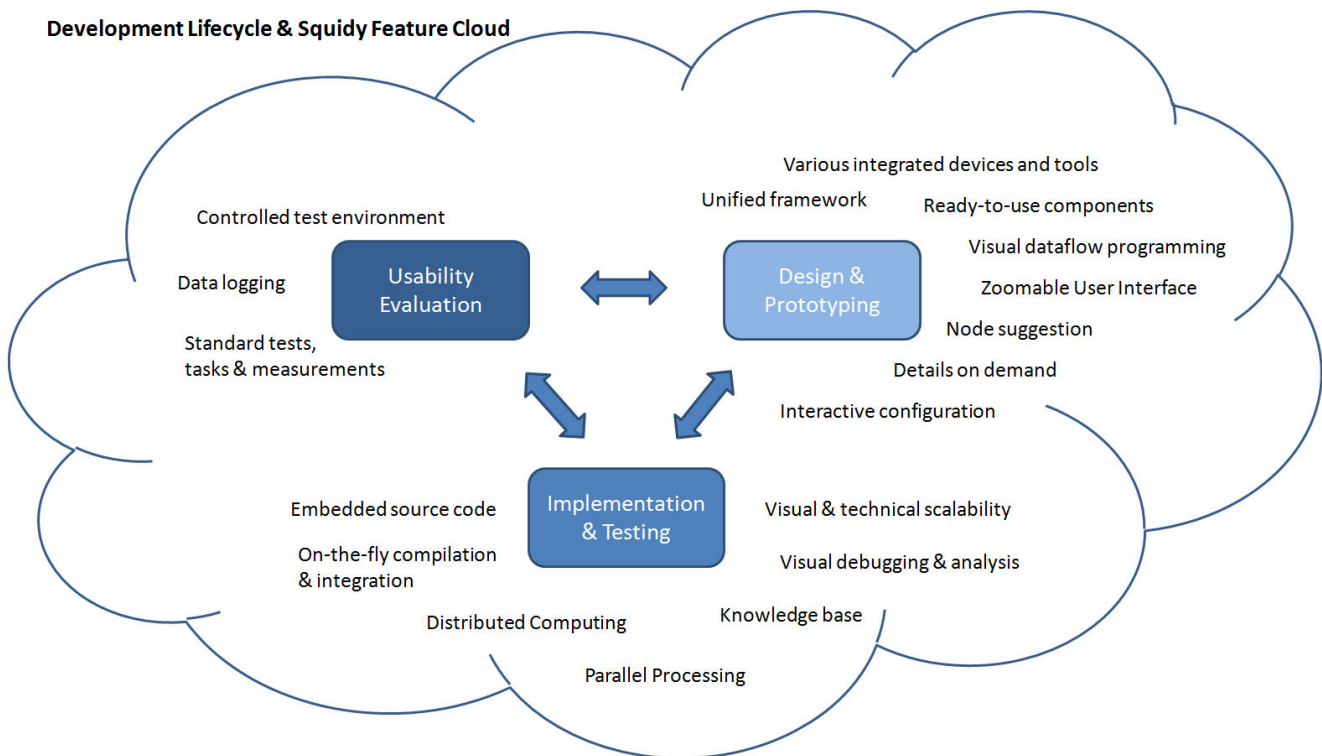 Development Lifecycle & Squidy Feature Cloud
Various integrated devices and tools
Unified framework
Ready-to-use components
Controlled test environment
Visual dataflow programming
Usability
Evaluation
Design &
Prototyping
Data logging
Zoomable User Interface
Node suggestion
Standard tests,
tasks & measurements
Details on demand
Interactive configuration
Embedded source code
Implementation
& Testing
Visual & technical scalability
On-the-fly compilation
& integration
Visual debugging & analysis
Distributed Computing
Knowledge base
Parallel Processing